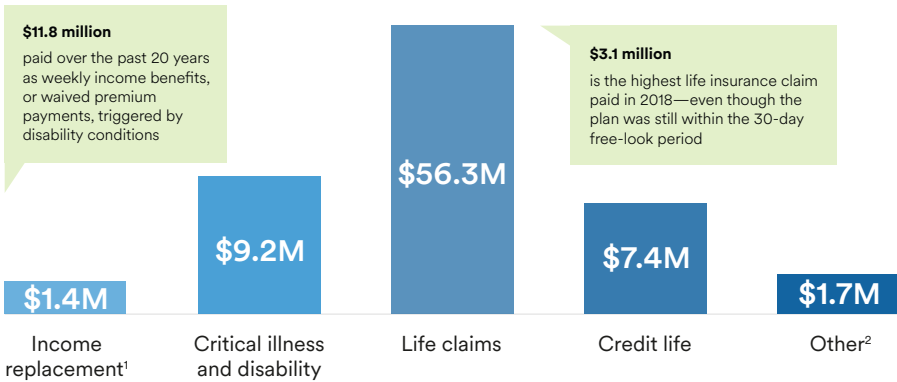 $11.8 million
paid over the past 20 years
as weekly income benefits,
or waived premium
payments, triggered by
disability conditions
$3.1 million
is the highest life insurance claim
paid in 2018—even though the
plan was still within the 30-day
free-look period
$1.4M
$9.2M
$56.3M
$7.4M
$1.7M
Income
replacement¹
Critical illness
and disability
Life claims
Credit life
Other²